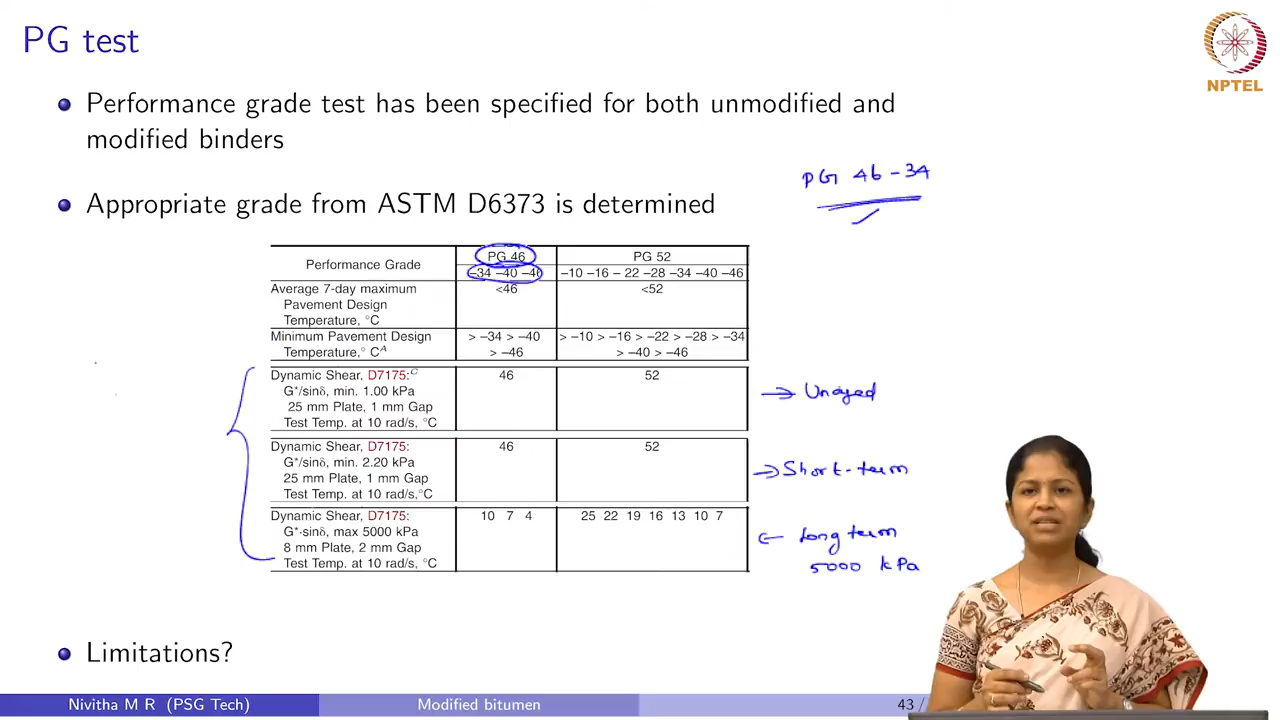 PG test
NPTEL
Performance grade test has been specified for both unmodified and
modified binders
PG 46 -34
Appropriate grade from ASTM D6373 is determined
Performance Grade
PG 46
PG 52
–34 –40 –46
–10 –16 – 22 –28 –34 –40 –46
Average 7-day maximum
Pavement Design
Temperature, °C
<46
<52
Minimum Pavement Design
Temperature,° Cᴬ
> –34 > –40
> –46
> –10 > –16 > –22 > –28 > –34
> –40 > –46
Dynamic Shear, D7175:ᶜ
G*/sinδ, min. 1.00 kPa
25 mm Plate, 1 mm Gap
Test Temp. at 10 rad/s, °C
46
52
→ Unaged
Dynamic Shear, D7175:
G*/sinδ, min. 2.20 kPa
25 mm Plate, 1 mm Gap
Test Temp. at 10 rad/s,°C
46
52
→ Short-term
Dynamic Shear, D7175:
G*·sinδ, max 5000 kPa
8 mm Plate, 2 mm Gap
Test Temp. at 10 rad/s, °C
10 7 4
25 22 19 16 13 10 7
← Long term
5000 kPa
Limitations?
Nivitha M R (PSG Tech)
Modified bitumen
43 /